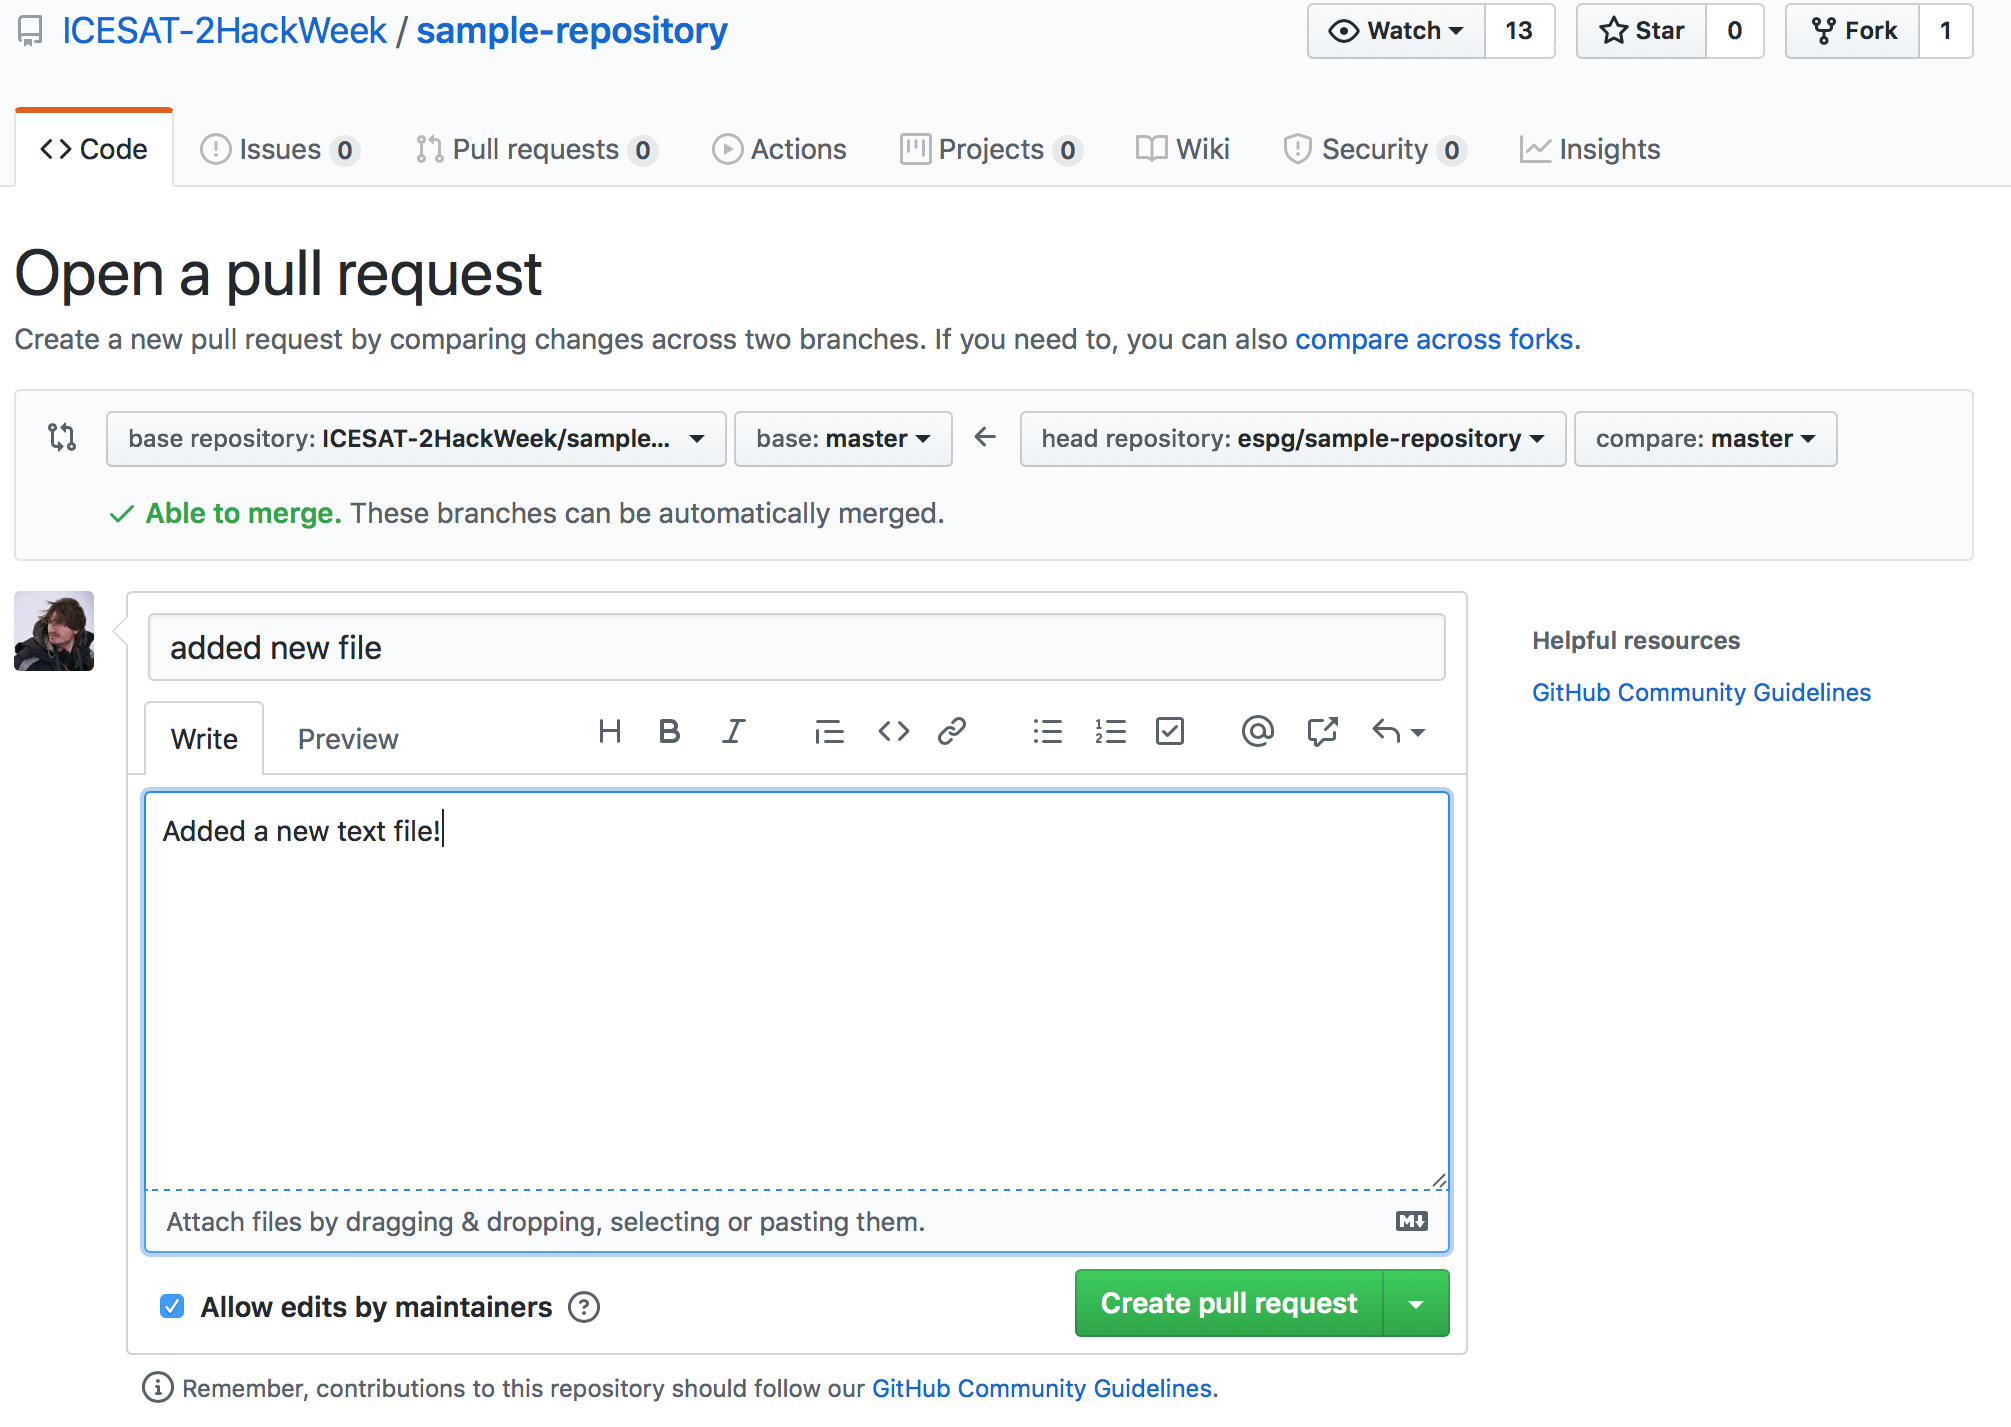 ICESAT-2HackWeek / sample-repository
Watch 13 Star 0 Fork 1
Code Issues 0 Pull requests 0 Actions Projects 0 Wiki Security 0 Insights
Open a pull request
Create a new pull request by comparing changes across two branches. If you need to, you can also compare across forks.
base repository: ICESAT-2HackWeek/sample... base: master ← head repository: espg/sample-repository compare: master
Able to merge. These branches can be automatically merged.
added new file
Helpful resources
GitHub Community Guidelines
Write Preview
Added a new text file!
Attach files by dragging & dropping, selecting or pasting them.
Allow edits by maintainers
Create pull request
Remember, contributions to this repository should follow our GitHub Community Guidelines.